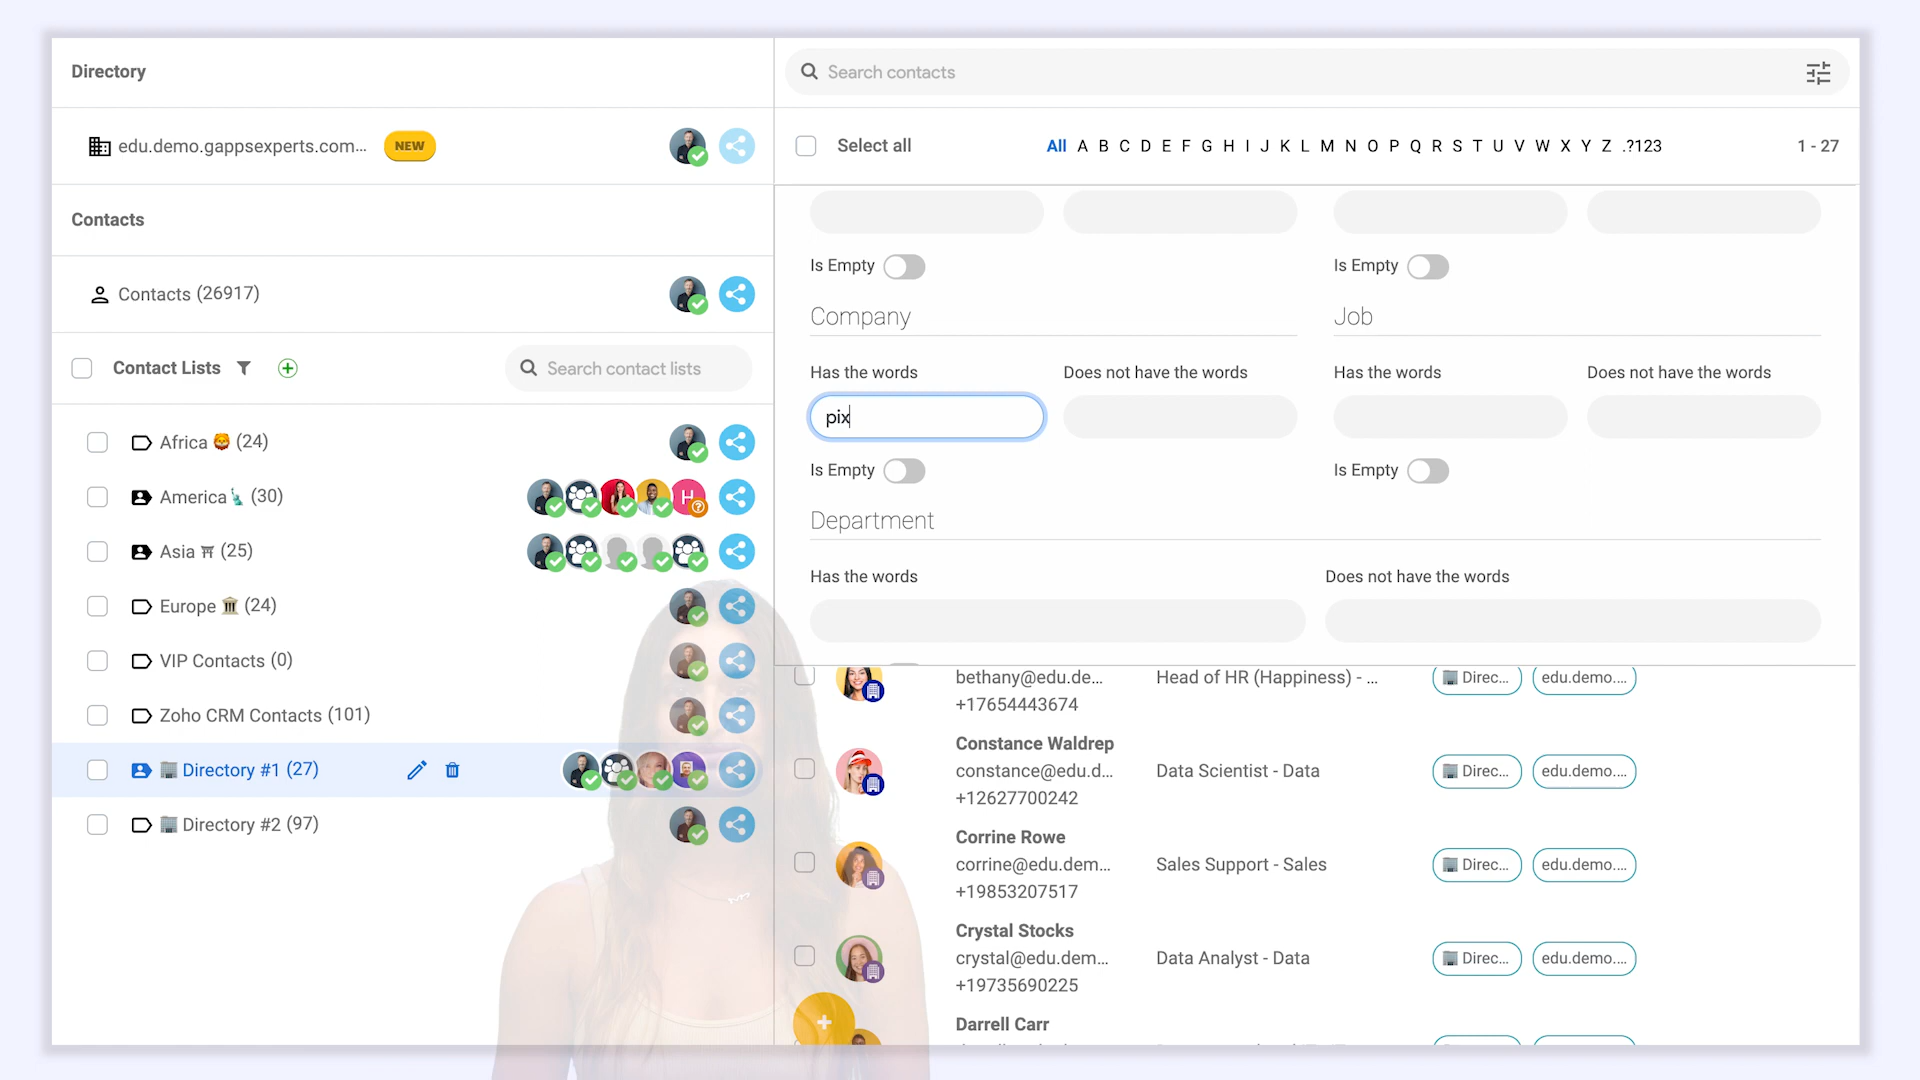 Directory
edu.demo.gappsexperts.com...
NEW
Contacts
Contacts (26917)
Contact Lists
Search contact lists
Africa 🦁 (24)
America🗽 (30)
H
Asia ⛩ (25)
Europe 🏛 (24)
VIP Contacts (0)
Zoho CRM Contacts (101)
🏢 Directory #1 (27)
🏢 Directory #2 (97)
Search contacts
Select all
All A B C D E F G H I J K L M N O P Q R S T U V W X Y Z .?123
1 - 27
Is Empty
Is Empty
Company
Job
Has the words
Does not have the words
Has the words
Does not have the words
pix
Is Empty
Is Empty
Department
Has the words
Does not have the words
bethany@edu.de...
Head of HR (Happiness) - ...
🏢 Direc...
edu.demo....
+17654443674
Constance Waldrep
constance@edu.d...
Data Scientist - Data
🏢 Direc...
edu.demo....
+12627700242
Corrine Rowe
corrine@edu.dem...
Sales Support - Sales
🏢 Direc...
edu.demo....
+19853207517
Crystal Stocks
crystal@edu.dem...
Data Analyst - Data
🏢 Direc...
edu.demo....
+19735690225
Darrell Carr